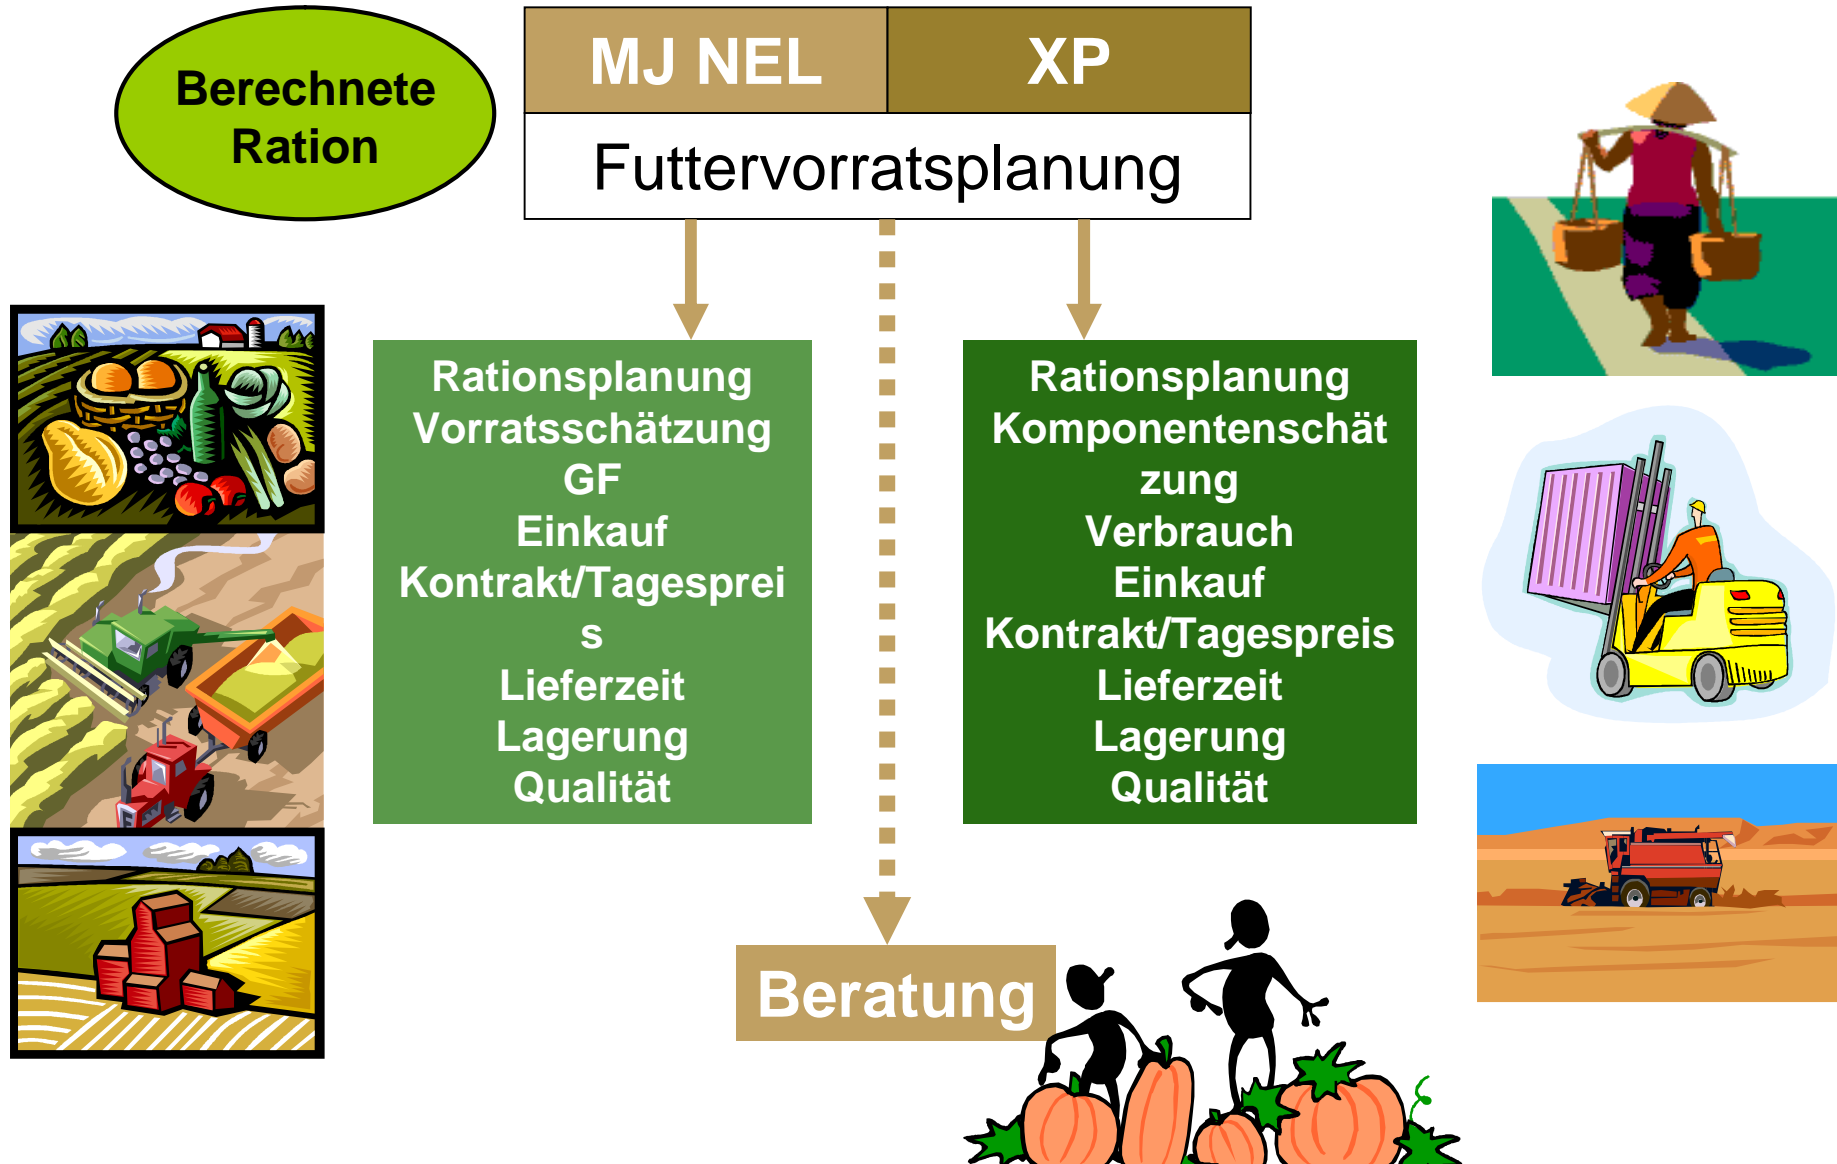 Berechnete
Ration
MJ NEL
XP
Futtervorratsplanung
Rationsplanung
Vorratsschätzung
GF
Einkauf
Kontrakt/Tagesprei
s
Lieferzeit
Lagerung
Qualität
Rationsplanung
Komponentenschät
zung
Verbrauch
Einkauf
Kontrakt/Tagespreis
Lieferzeit
Lagerung
Qualität
Beratung